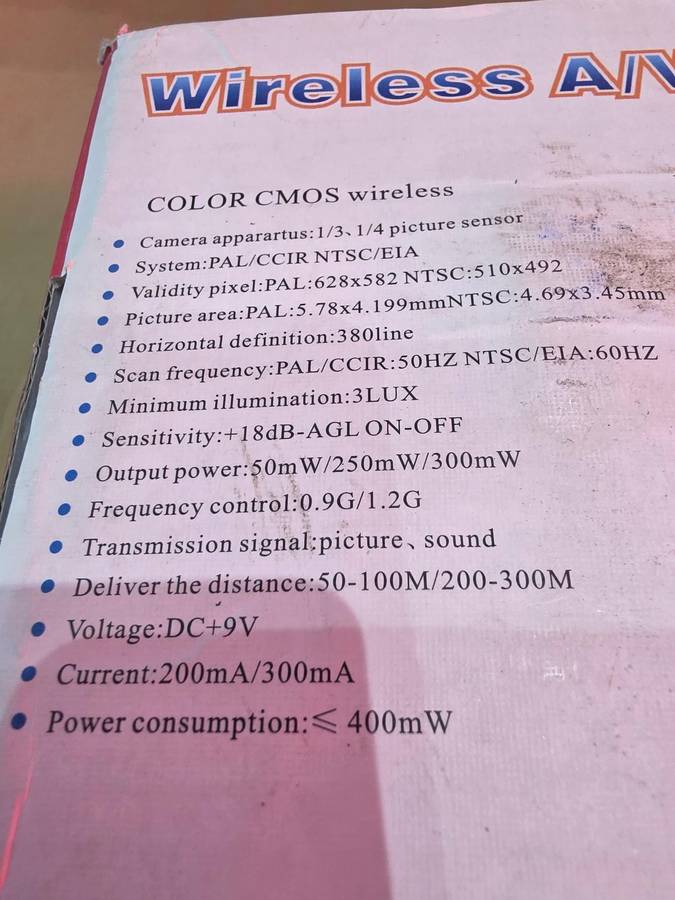 Wireless A/V
COLOR CMOS wireless
Camera apparartus:1/3、1/4 picture sensor
System:PAL/CCIR NTSC/EIA
Validity pixel:PAL:628x582 NTSC:510x492
Picture area:PAL:5.78x4.199mmNTSC:4.69x3.45mm
Horizontal definition:380line
Scan frequency:PAL/CCIR:50HZ NTSC/EIA:60HZ
Minimum illumination:3LUX
Sensitivity:+18dB-AGL ON-OFF
Output power:50mW/250mW/300mW
Frequency control:0.9G/1.2G
Transmission signal:picture、sound
Deliver the distance:50-100M/200-300M
Voltage:DC+9V
Current:200mA/300mA
Power consumption:≤ 400mW